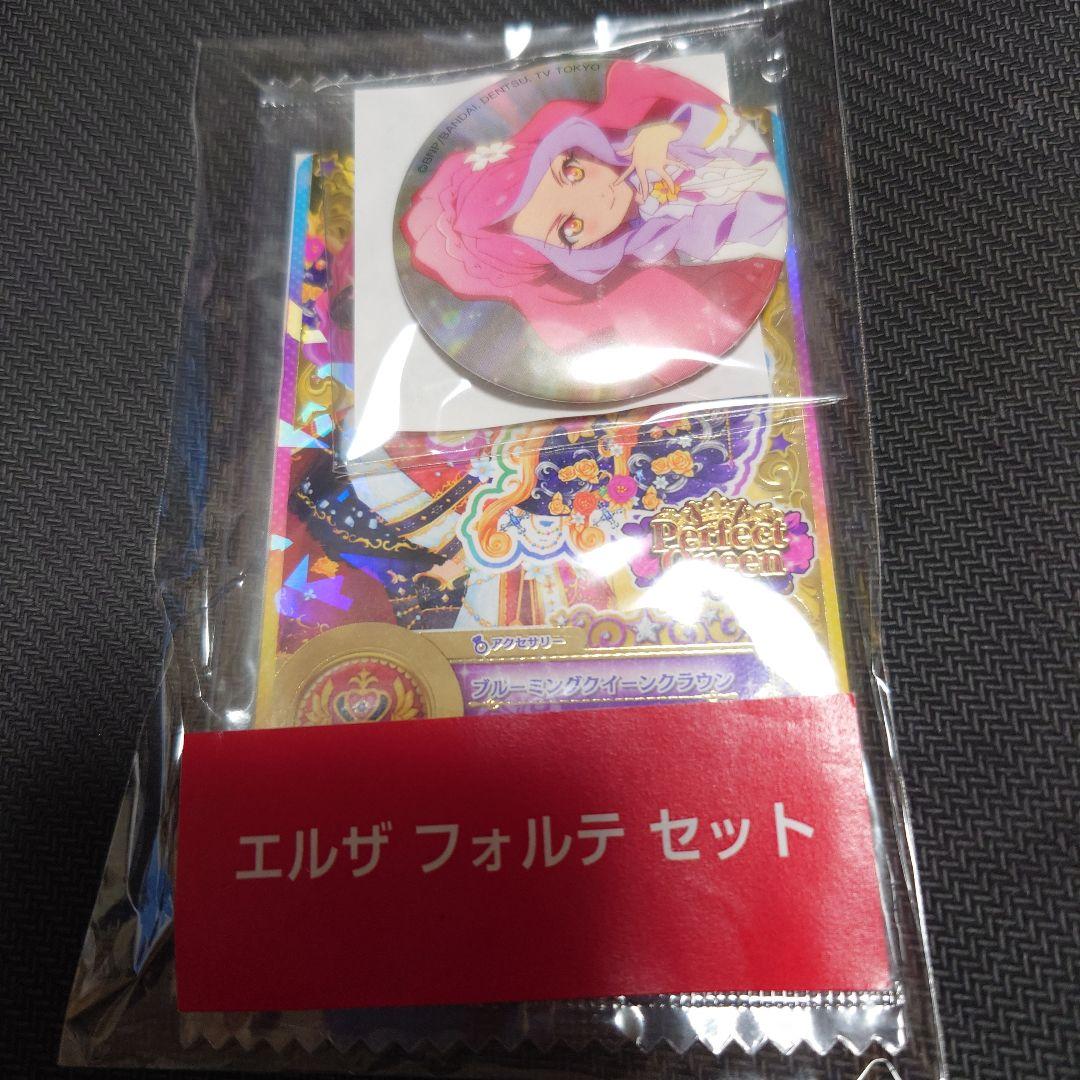 ©BNP/BANDAI, DENTSU, TV TOKYO
Perfect
Queen
アクセサリー
ブルーミングクイーンクラウン
エルザ フォルテ セット